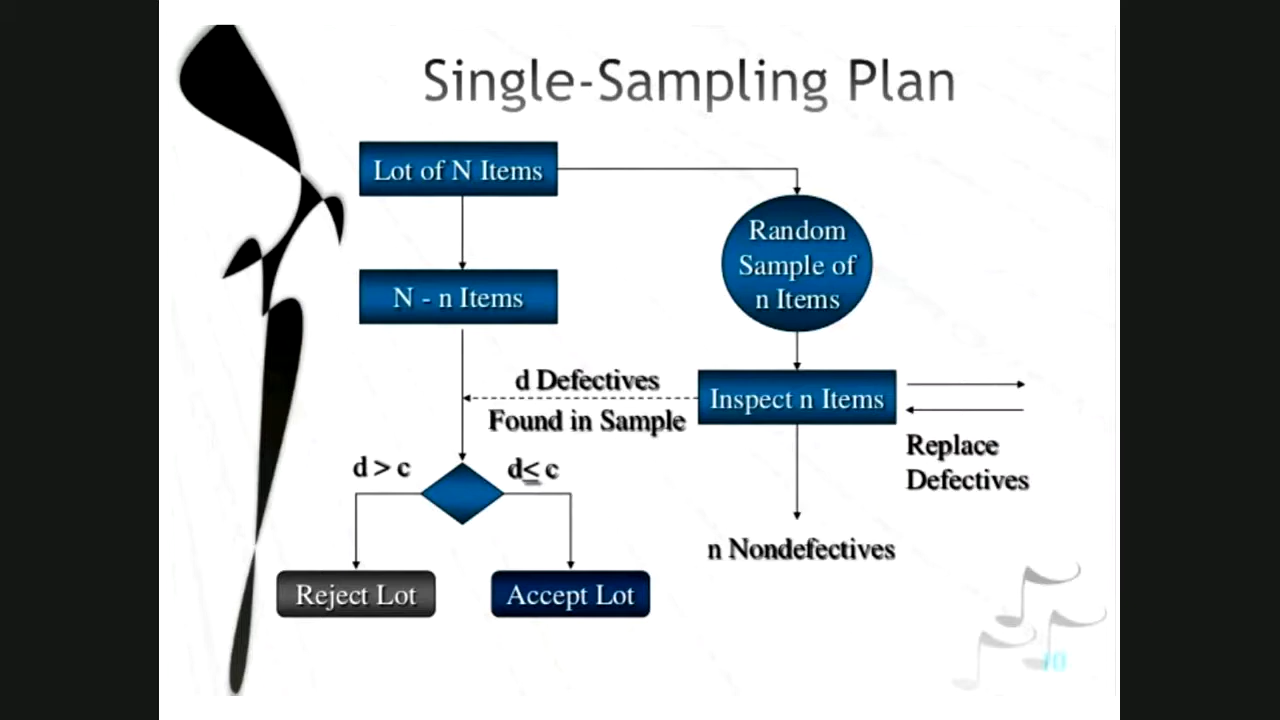 Single-Sampling Plan
Lot of N Items
Random
Sample of
n Items
N - n Items
d Defectives
Found in Sample
Inspect n Items
Replace
Defectives
d > c
d≤ c
n Nondefectives
Reject Lot
Accept Lot